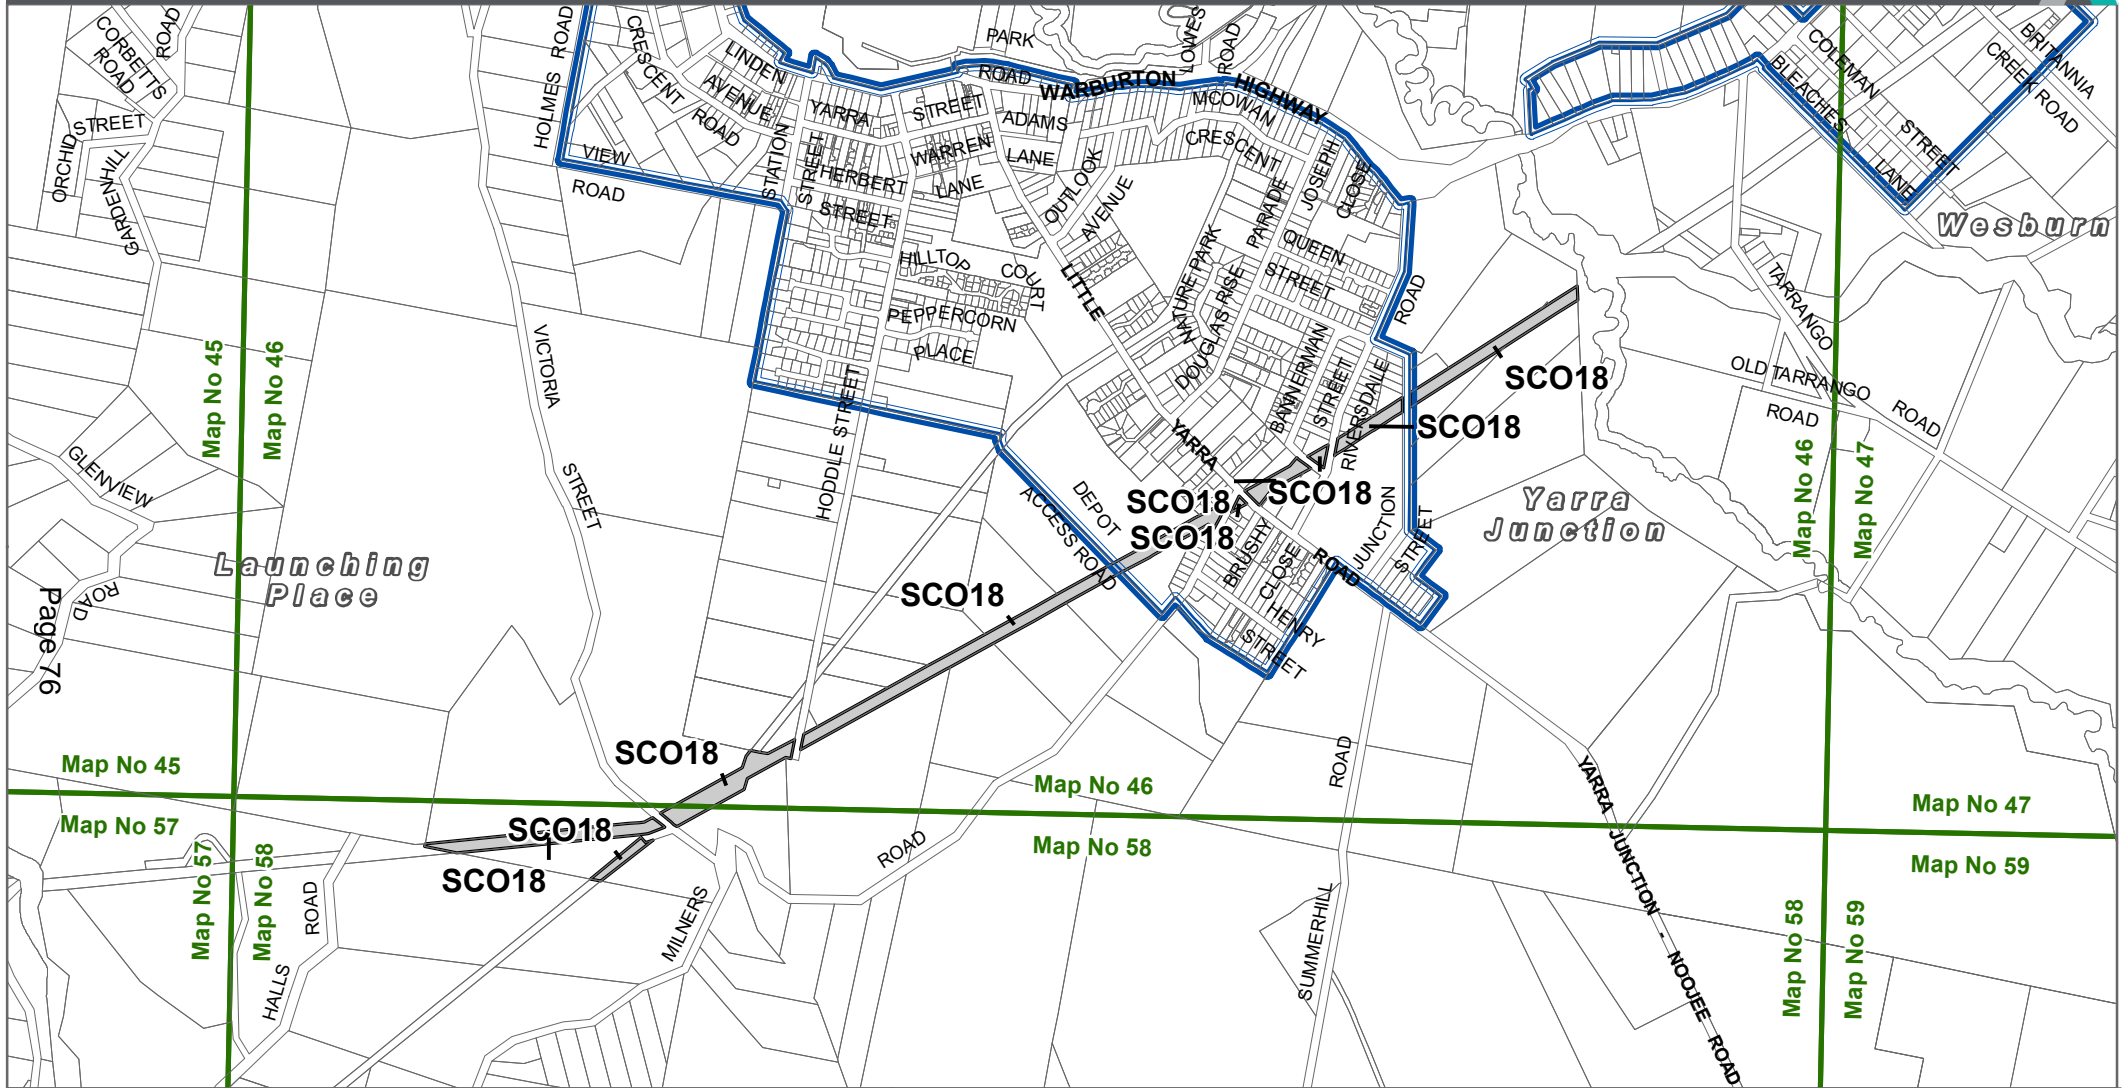 CORBETTS
ROAD
ROAD
HOLMES ROAD
CRESCENT
LINDEN
AVENUE
CRESCENT
ROAD
PARK
ROAD
LOWES
ROAD
WARBURTON
HIGHWAY
COLEMAN
STREET
BLEACHES
LANE
BRITANNIA
CREEK ROAD
ORCHID
STREET
GARDENHILL
VIEW
ROAD
STATION
STREET
YARRA
STREET
WARREN
LANE
HERBERT
STREET
ADAMS
LANE
OUTLOOK
AVENUE
MCOWAN
CRESCENT
JOSEPH
CLOSE
PARADE
QUEEN
STREET
NATURE PARK
DOUGLAS RISE
HILLTOP
COURT
PEPPERCORN
PLACE
LITTLE
YARRA
ROAD
ROAD
Wesburn
TARRANGO
OLD TARRANGO
ROAD
ROAD
VICTORIA
STREET
HODDLE STREET
BANNERMAN
STREET
RIVERSDALE
SCO18
SCO18
SCO18
SCO18
SCO18
Map No 45
Map No 46
Map No 46
Map No 47
GLENVIEW
ROAD
Page 76
Launching
Place
DEPOT
ACCESS ROAD
BRUSHY
CLOSE
HENRY
STREET
JUNCTION
STREET
Yarra
Junction
SCO18
SCO18
SCO18
SCO18
Map No 45
Map No 57
Map No 46
Map No 58
Map No 47
Map No 59
Map No 57
Map No 58
Map No 58
Map No 59
HALLS
ROAD
MILNERS
ROAD
SUMMERHILL
ROAD
YARRA JUNCTION - NOOJEE ROAD